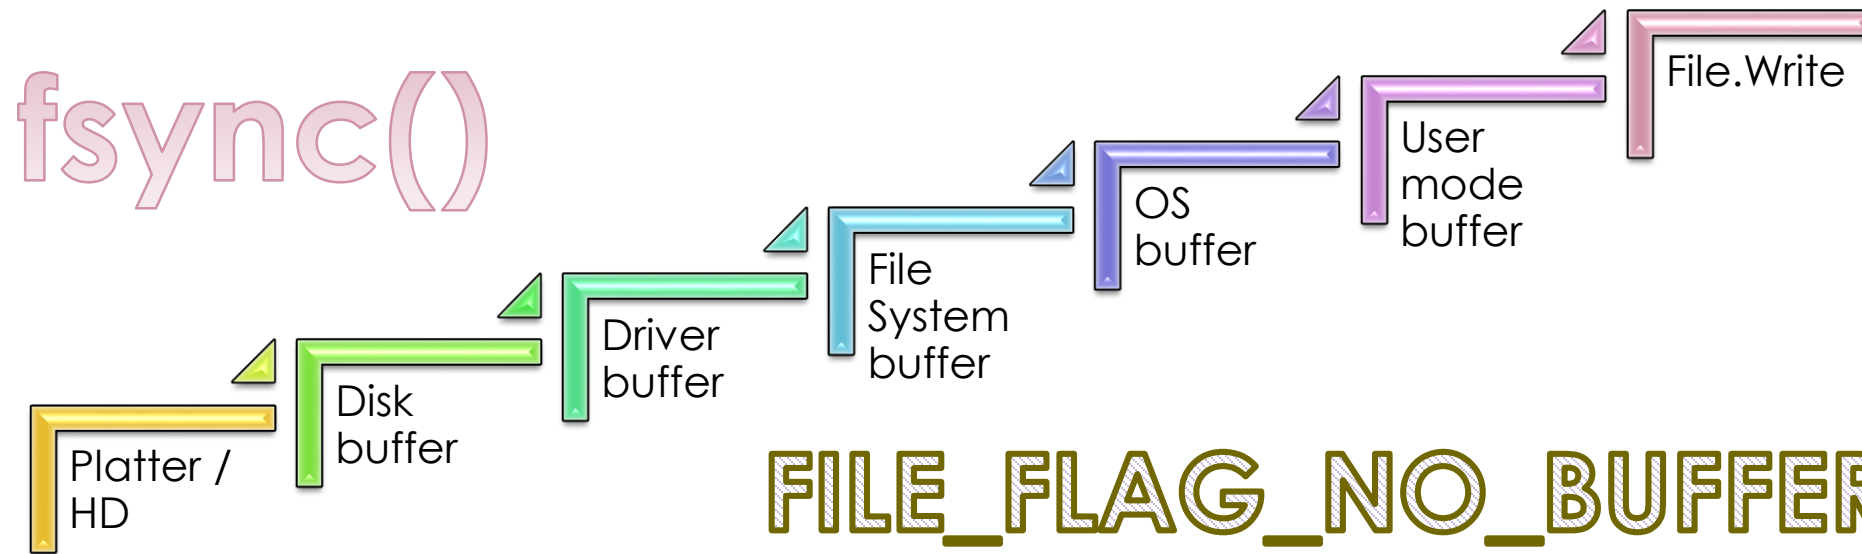 fsync()
File.Write
User
mode
buffer
OS
buffer
File
System
buffer
Driver
buffer
Disk
buffer
Platter /
HD
FILE_FLAG_NO_BUFFER